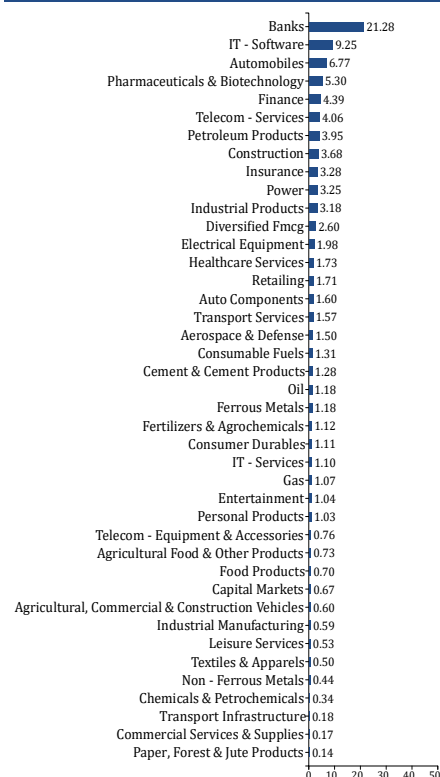 Banks 21.28
IT - Software 9.25
Automobiles 6.77
Pharmaceuticals & Biotechnology 5.30
Finance 4.39
Telecom - Services 4.06
Petroleum Products 3.95
Construction 3.68
Insurance 3.28
Power 3.25
Industrial Products 3.18
Diversified Fmcg 2.60
Electrical Equipment 1.98
Healthcare Services 1.73
Retailing 1.71
Auto Components 1.60
Transport Services 1.57
Aerospace & Defense 1.50
Consumable Fuels 1.31
Cement & Cement Products 1.28
Oil 1.18
Ferrous Metals 1.18
Fertilizers & Agrochemicals 1.12
Consumer Durables 1.11
IT - Services 1.10
Gas 1.07
Entertainment 1.04
Personal Products 1.03
Telecom - Equipment & Accessories 0.76
Agricultural Food & Other Products 0.73
Food Products 0.70
Capital Markets 0.67
Agricultural, Commercial & Construction Vehicles 0.60
Industrial Manufacturing 0.59
Leisure Services 0.53
Textiles & Apparels 0.50
Non - Ferrous Metals 0.44
Chemicals & Petrochemicals 0.34
Transport Infrastructure 0.18
Commercial Services & Supplies 0.17
Paper, Forest & Jute Products 0.14
0 10 20 30 40 50